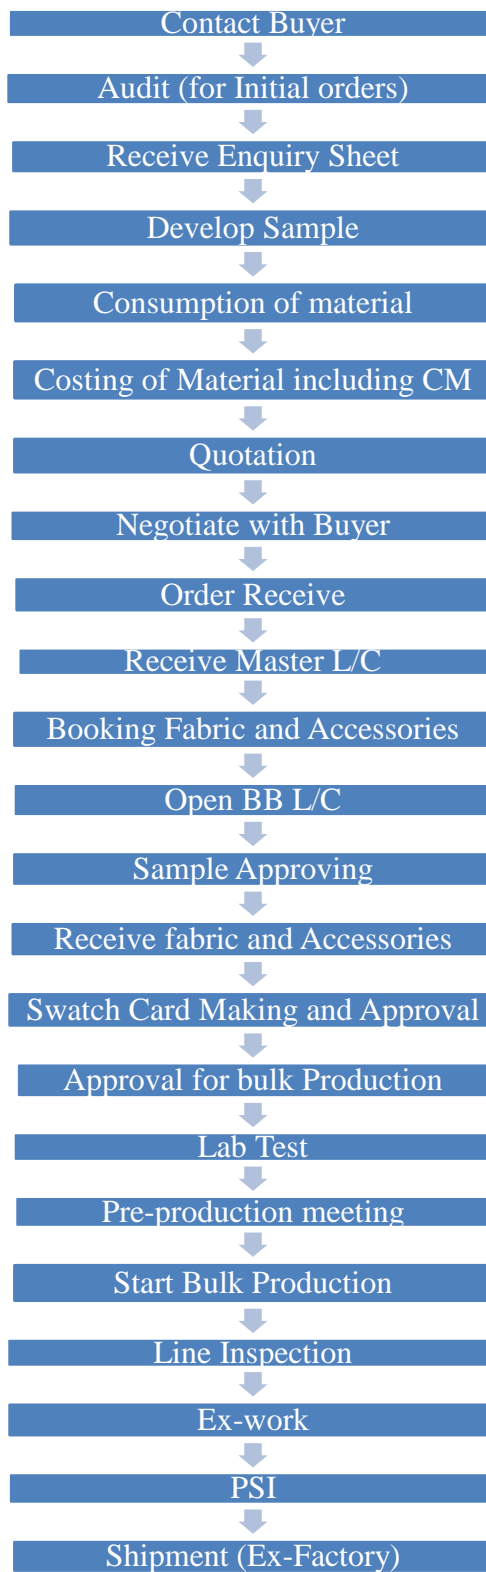 Contact Buyer
Audit (for Initial orders)
Receive Enquiry Sheet
Develop Sample
Consumption of material
Costing of Material including CM
Quotation
Negotiate with Buyer
Order Receive
Receive Master L/C
Booking Fabric and Accessories
Open BB L/C
Sample Approving
Receive fabric and Accessories
Swatch Card Making and Approval
Approval for bulk Production
Lab Test
Pre-production meeting
Start Bulk Production
Line Inspection
Ex-work
PSI
Shipment (Ex-Factory)